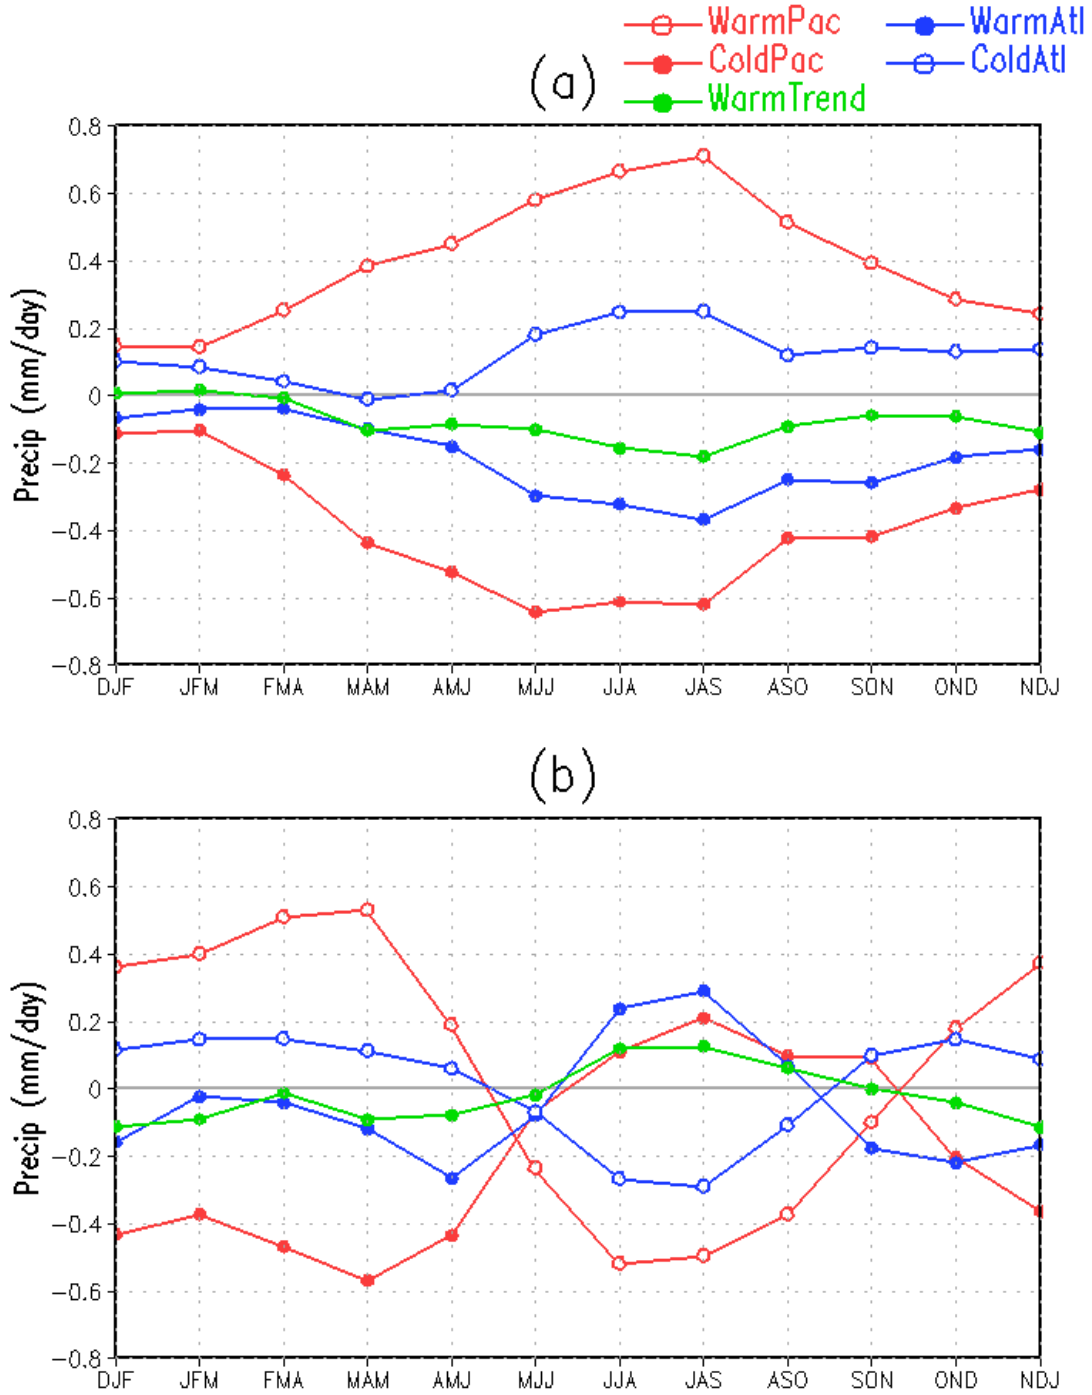 WarmPac WarmAtl
ColdPac ColdAtl
WarmTrend
(a)
Precip (mm/day)
0.8
0.6
0.4
0.2
0
−0.2
−0.4
−0.6
−0.8
DJF JFM FMA MAM AMJ MJJ JJA JAS ASO SON OND NDJ
(b)
Precip (mm/day)
0.8
0.6
0.4
0.2
0
−0.2
−0.4
−0.6
−0.8
DJF JFM FMA MAM AMJ MJJ JJA JAS ASO SON OND NDJ